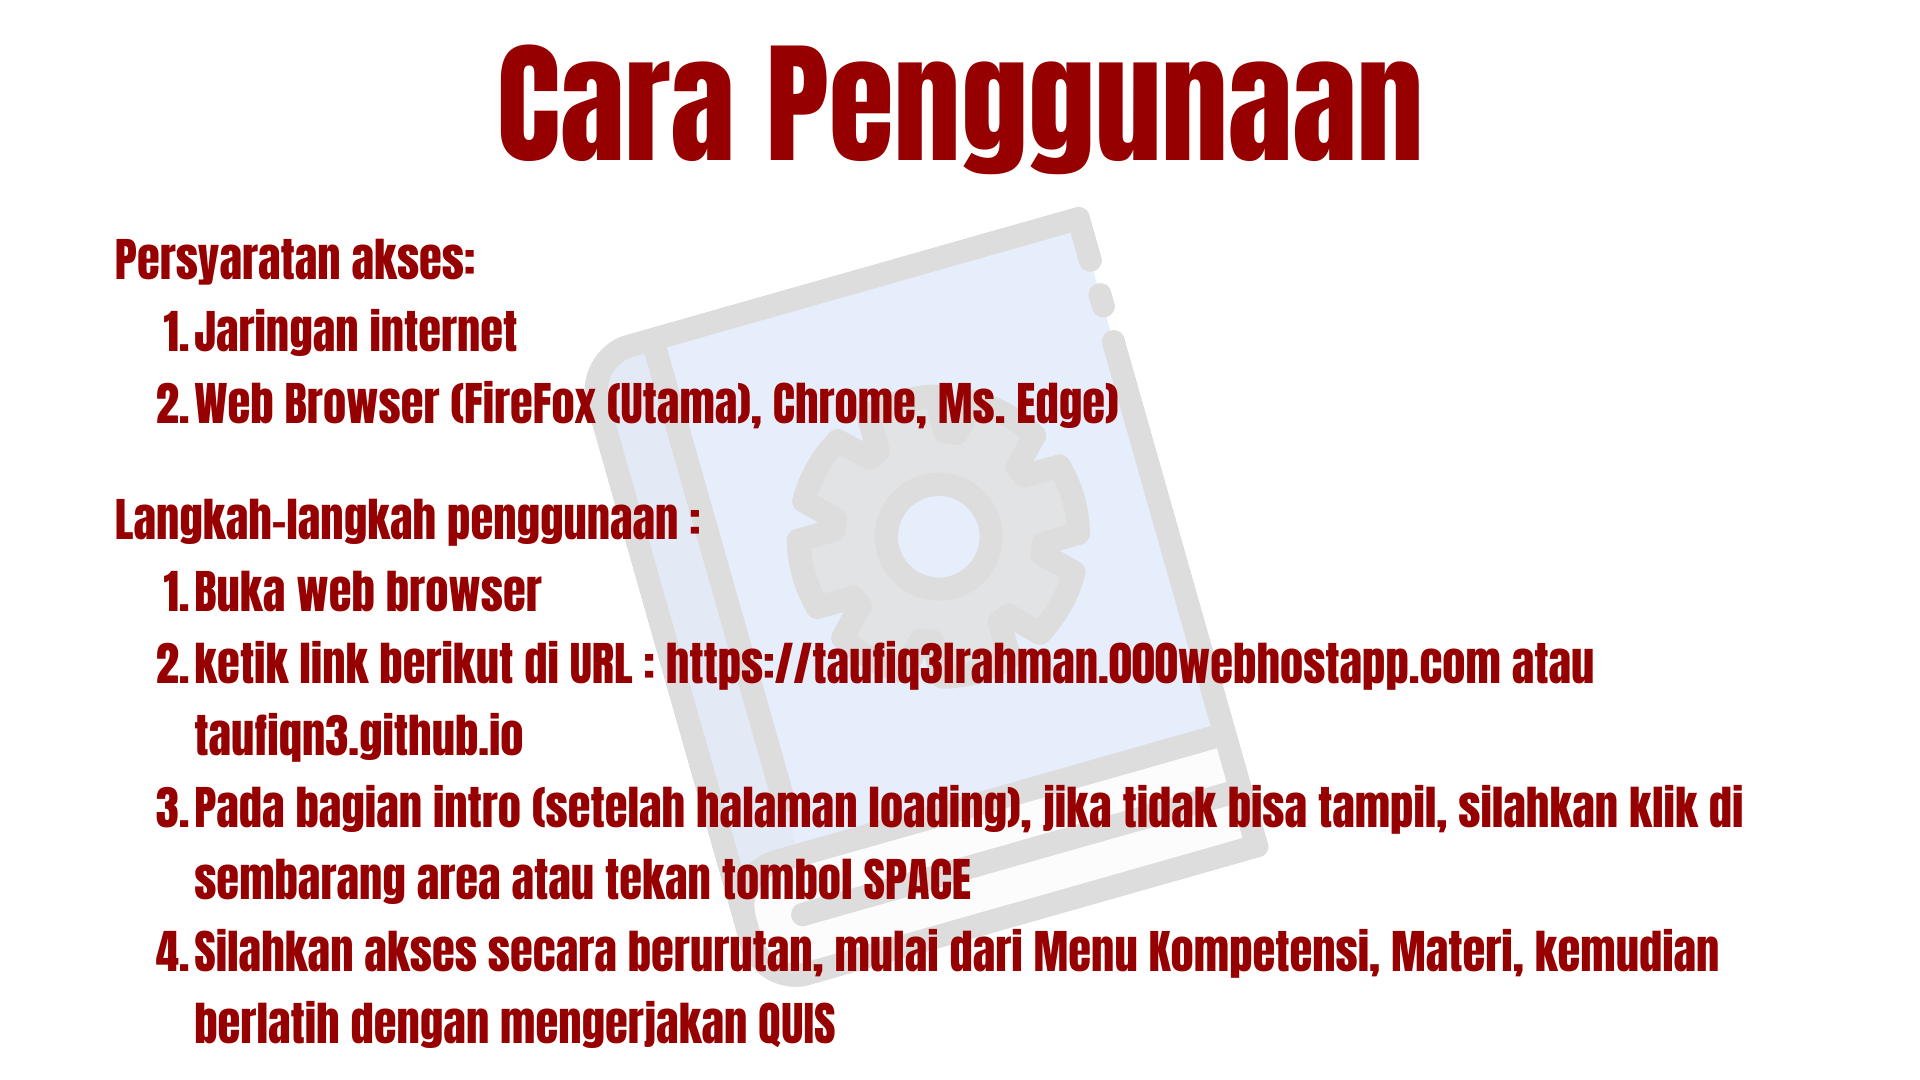 Cara Penggunaan
Persyaratan akses:
1. Jaringan internet
2. Web Browser (FireFox (Utama), Chrome, Ms. Edge)
Langkah-langkah penggunaan :
1. Buka web browser
2. ketik link berikut di URL : https://taufiq3lrahman.000webhostapp.com atau
taufiqn3.github.io
3. Pada bagian intro (setelah halaman loading), jika tidak bisa tampil, silahkan klik di
sembarang area atau tekan tombol SPACE
4. Silahkan akses secara berurutan, mulai dari Menu Kompetensi, Materi, kemudian
berlatih dengan mengerjakan QUIS